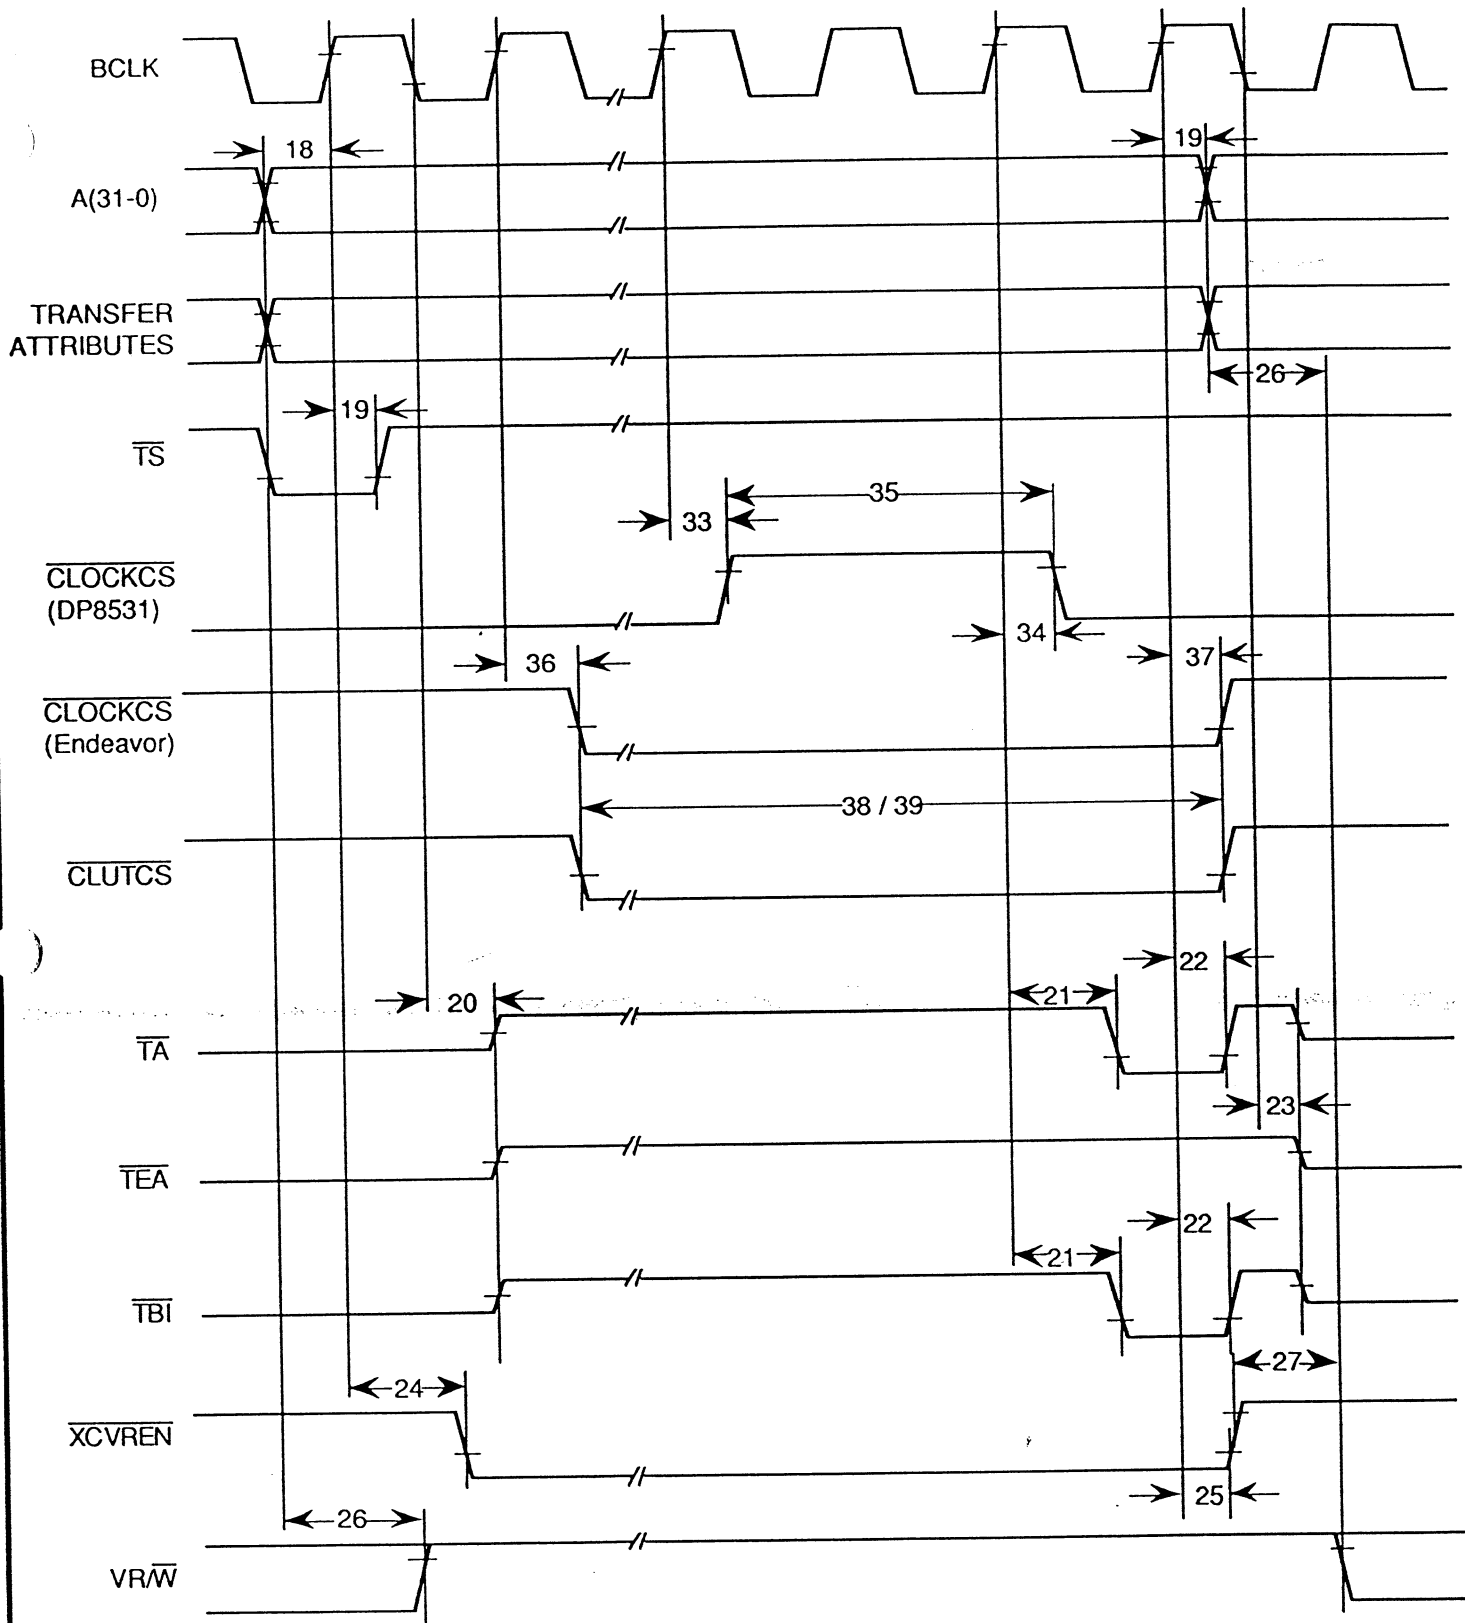 BCLK
18
19
A(31-0)
TRANSFER
ATTRIBUTES
26
19
TS
35
33
CLOCKCS
(DP8531)
34
36
37
CLOCKCS
(Endeavor)
38 / 39
CLUTCS
22
21
20
TA
23
TEA
22
21
TBI
27
24
XCVREN
25
26
VR/W